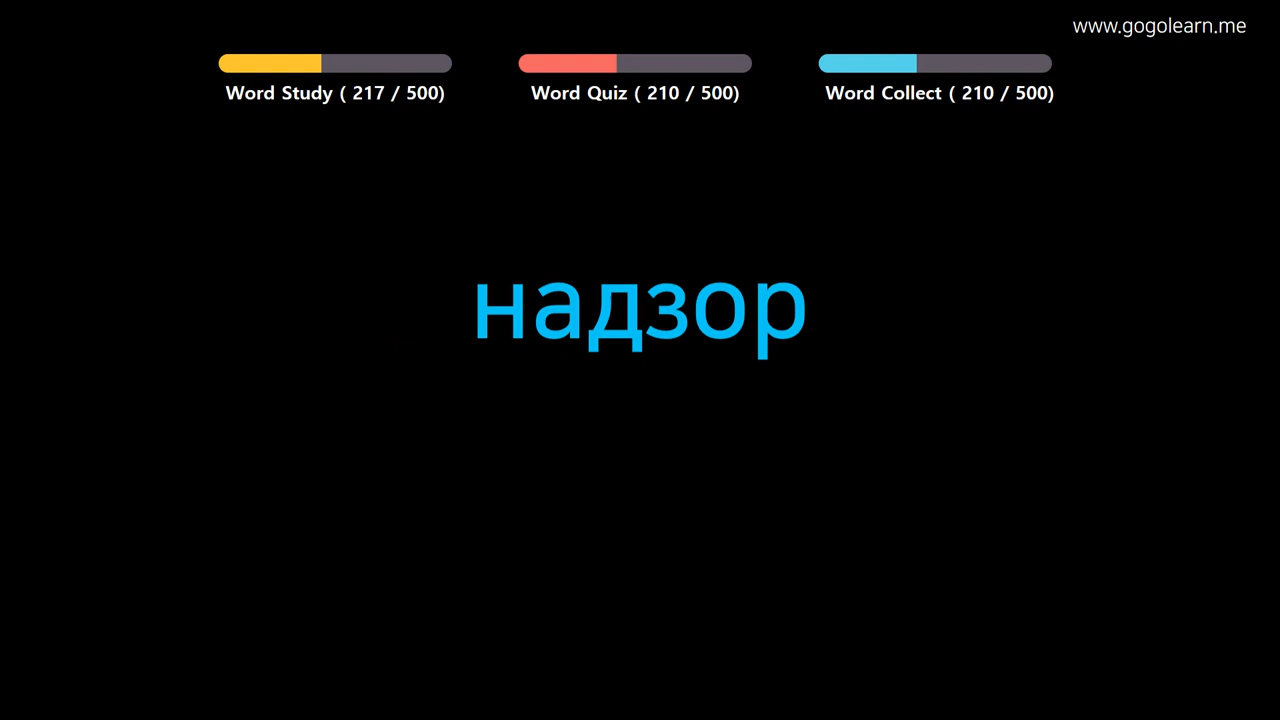 www.gogolearn.me
Word Study ( 217 / 500)
Word Quiz ( 210 / 500)
Word Collect ( 210 / 500)
надзор